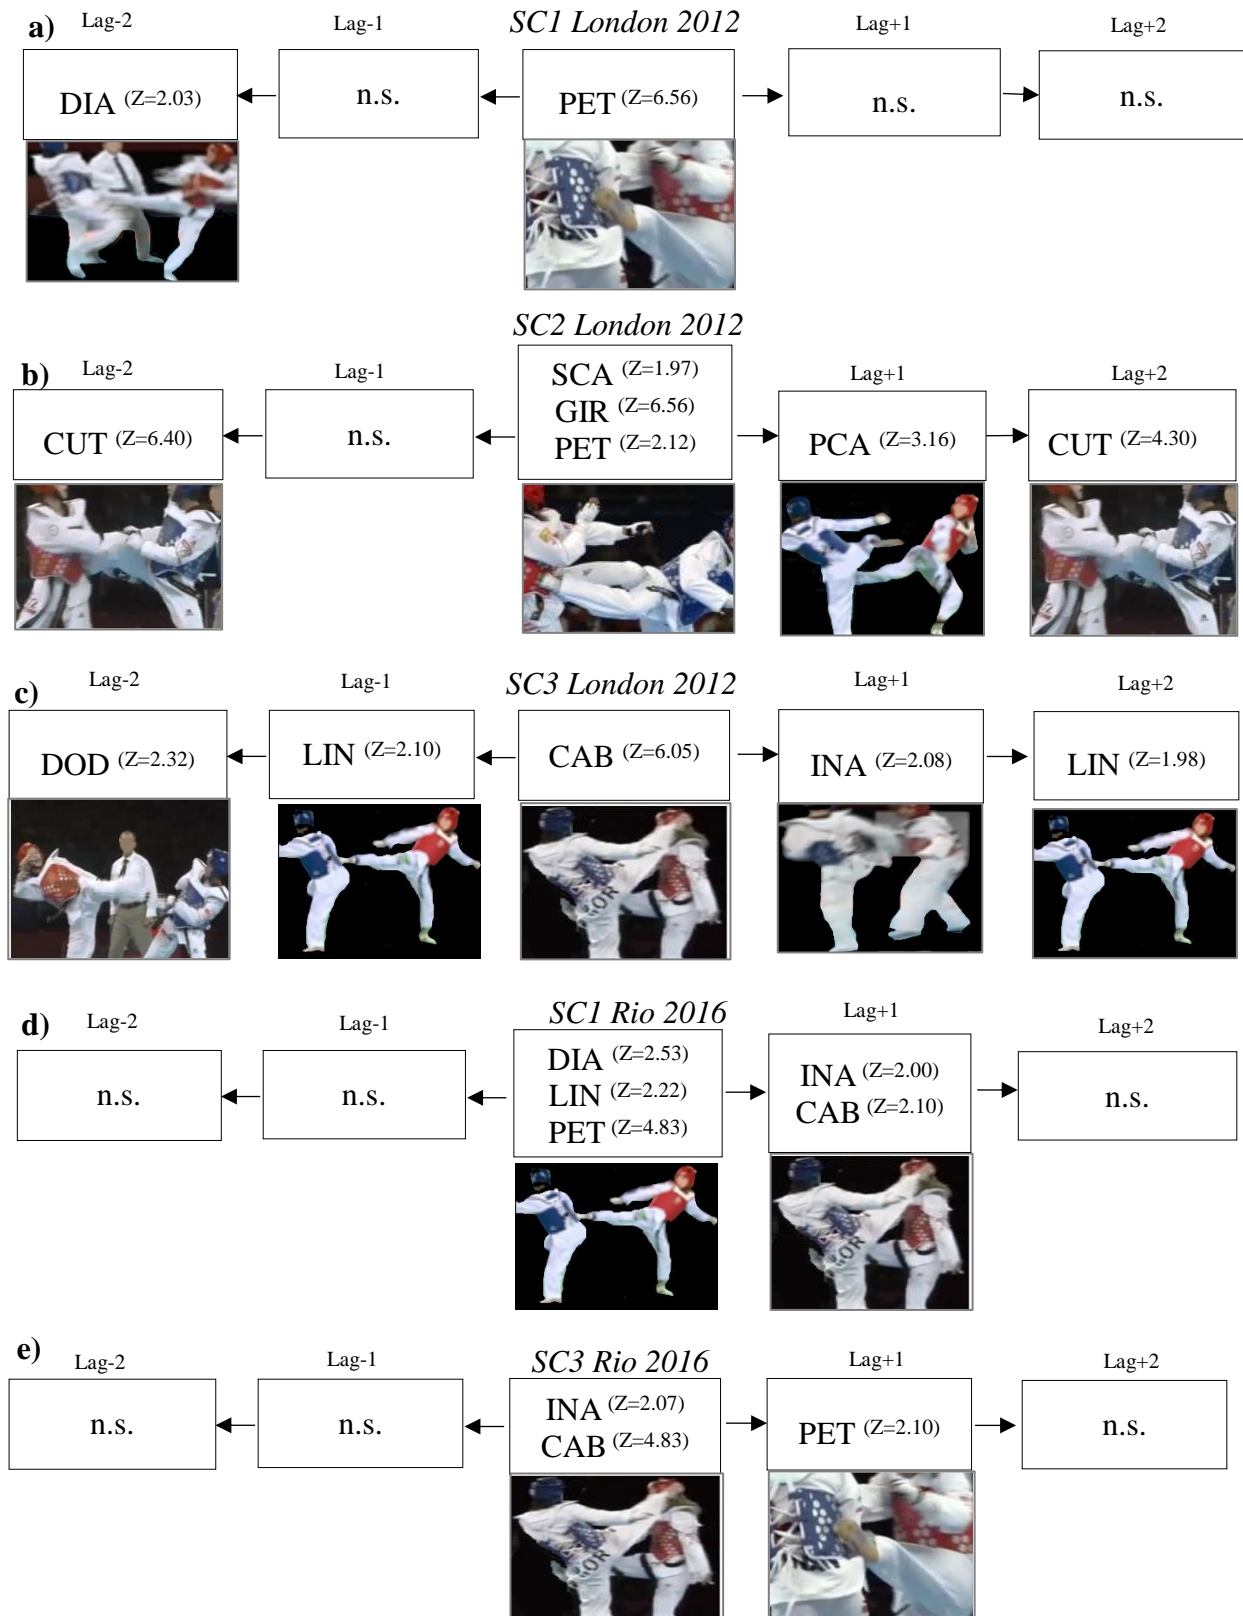 a)
Lag-2
Lag-1
SC1 London 2012
Lag+1
Lag+2
DIA (Z=2.03)
n.s.
PET (Z=6.56)
n.s.
n.s.
SC2 London 2012
b)
Lag-2
Lag-1
Lag+1
Lag+2
CUT (Z=6.40)
n.s.
SCA (Z=1.97)
GIR (Z=6.56)
PET (Z=2.12)
PCA (Z=3.16)
CUT (Z=4.30)
c)
Lag-2
Lag-1
SC3 London 2012
Lag+1
Lag+2
DOD (Z=2.32)
LIN (Z=2.10)
CAB (Z=6.05)
INA (Z=2.08)
LIN (Z=1.98)
GOR
d)
Lag-2
Lag-1
SC1 Rio 2016
Lag+1
Lag+2
n.s.
n.s.
DIA (Z=2.53)
LIN (Z=2.22)
PET (Z=4.83)
INA (Z=2.00)
CAB (Z=2.10)
n.s.
GOR
e)
Lag-2
Lag-1
SC3 Rio 2016
Lag+1
Lag+2
n.s.
n.s.
INA (Z=2.07)
CAB (Z=4.83)
PET (Z=2.10)
n.s.
GOR